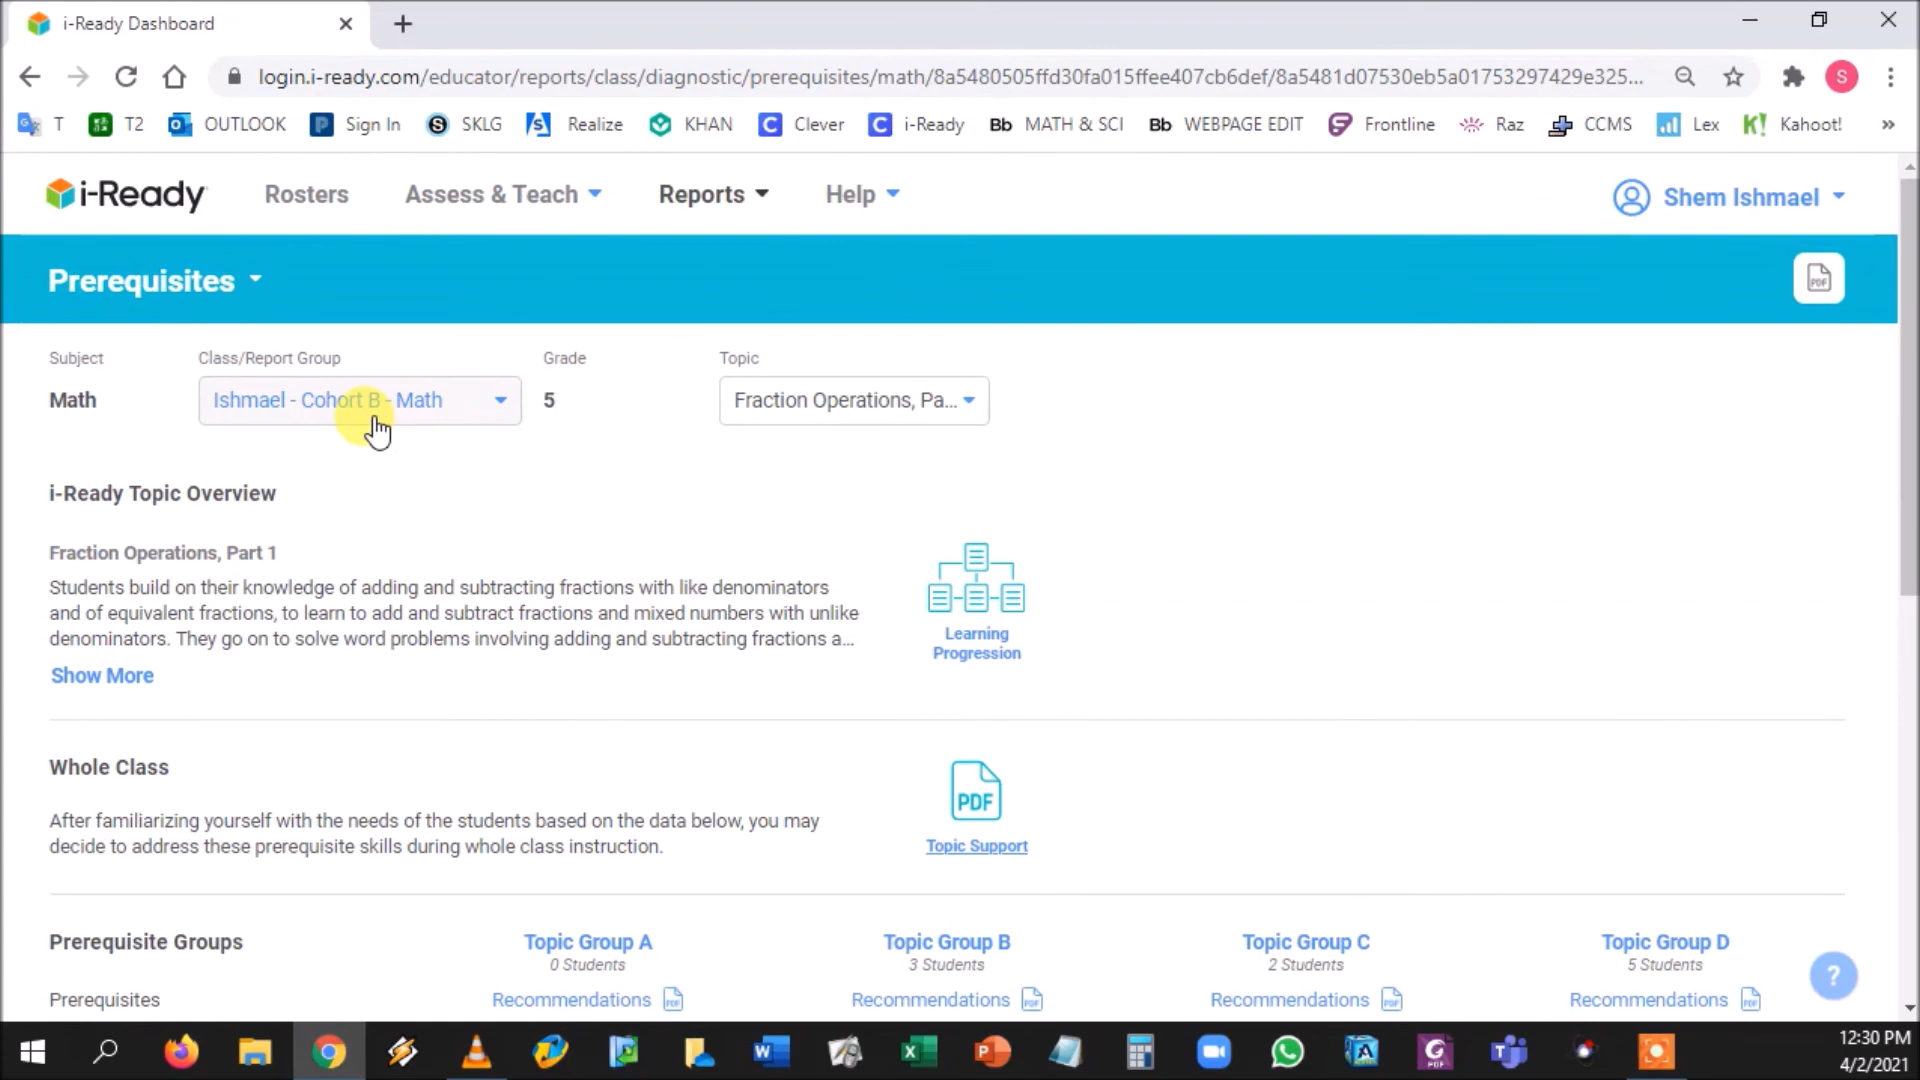 i-Ready Dashboard
login.i-ready.com/educator/reports/class/diagnostic/prerequisites/math/8a5480505ffd30fa015ffee407cb6def/8a5481d07530eb5a01753297429e325...
S
T T2 OUTLOOK Sign In SKLG Realize KHAN Clever i-Ready Bb MATH & SCI Bb WEBPAGE EDIT Frontline Raz CCMS Lex Kahoot! »
i-Ready Rosters Assess & Teach Reports Help Shem Ishmael
Prerequisites
PDF
Subject Class/Report Group Grade Topic
Math Ishmael - Cohort B - Math 5 Fraction Operations, Pa...
i-Ready Topic Overview
Fraction Operations, Part 1
Students build on their knowledge of adding and subtracting fractions with like denominators
and of equivalent fractions, to learn to add and subtract fractions and mixed numbers with unlike
denominators. They go on to solve word problems involving adding and subtracting fractions a...
Show More
Learning
Progression
Whole Class
After familiarizing yourself with the needs of the students based on the data below, you may
decide to address these prerequisite skills during whole class instruction.
PDF
Topic Support
Prerequisite Groups Topic Group A Topic Group B Topic Group C Topic Group D
0 Students 3 Students 2 Students 5 Students
Prerequisites Recommendations PDF Recommendations PDF Recommendations PDF Recommendations PDF
?
12:30 PM
4/2/2021